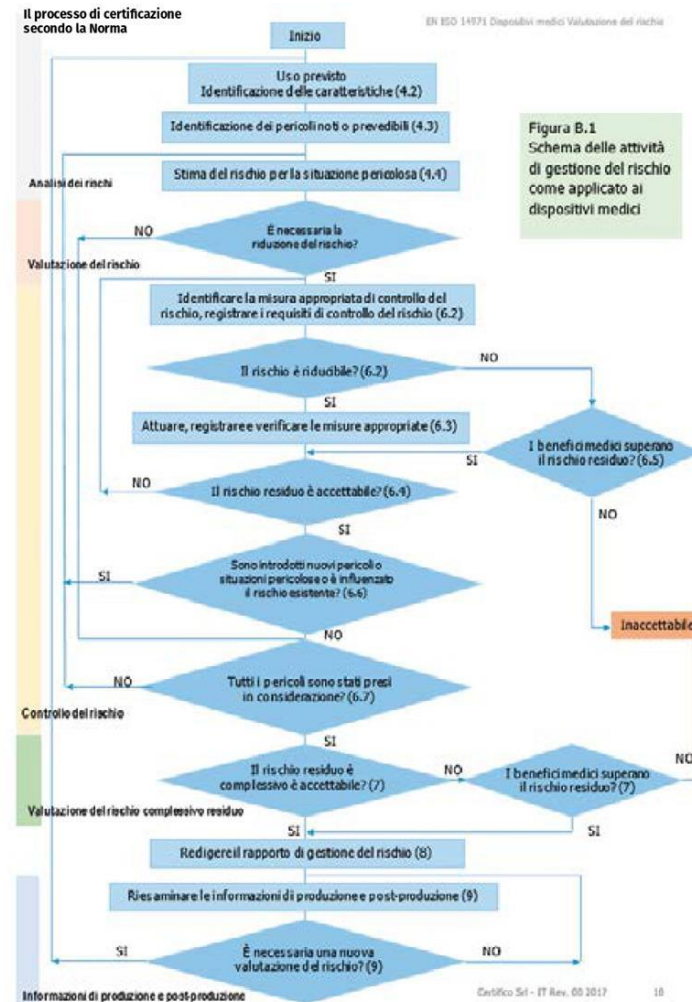 Il processo di certificazione
secondo la Norma
EN ISO 14971 Dispositivi medici Valutazione del rischio
Inizio
Uso previsto
Identificazione delle caratteristiche (4.2)
Identificazione dei pericoli noti o prevedibili (4.3)
Figura B.1
Schema delle attività
di gestione del rischio
come applicato ai
dispositivi medici
Stima del rischio per la situazione pericolosa (4.4)
Analisi dei rischi
È necessaria la
riduzione del rischio?
NO
Valutazione del rischio
SI
Identificare la misura appropriata di controllo del
rischio, registrare i requisiti di controllo del rischio (6.2)
Il rischio è riducibile? (6.2)
NO
SI
Attuare, registrare e verificare le misure appropriate (6.3)
I benefici medici superano
il rischio residuo? (6.5)
SI
Il rischio residuo è accettabile? (6.4)
NO
NO
SI
Sono introdotti nuovi pericoli o
situazioni pericolose o è influenzato
il rischio esistente? (6.6)
SI
Inaccettabile
NO
Tutti i pericoli sono stati presi
in considerazione? (6.7)
NO
Controllo del rischio
SI
Il rischio residuo è
complessivo è accettabile? (7)
NO
I benefici medici superano
il rischio residuo? (7)
NO
Valutazione del rischio complessivo residuo
SI
SI
Redigere il rapporto di gestione del rischio (8)
Riesaminare le informazioni di produzione e post-produzione (9)
È necessaria una nuova
valutazione del rischio? (9)
SI
NO
Informazioni di produzione e post-produzione
Certifico Srl - IT Rev. 00 2017
18